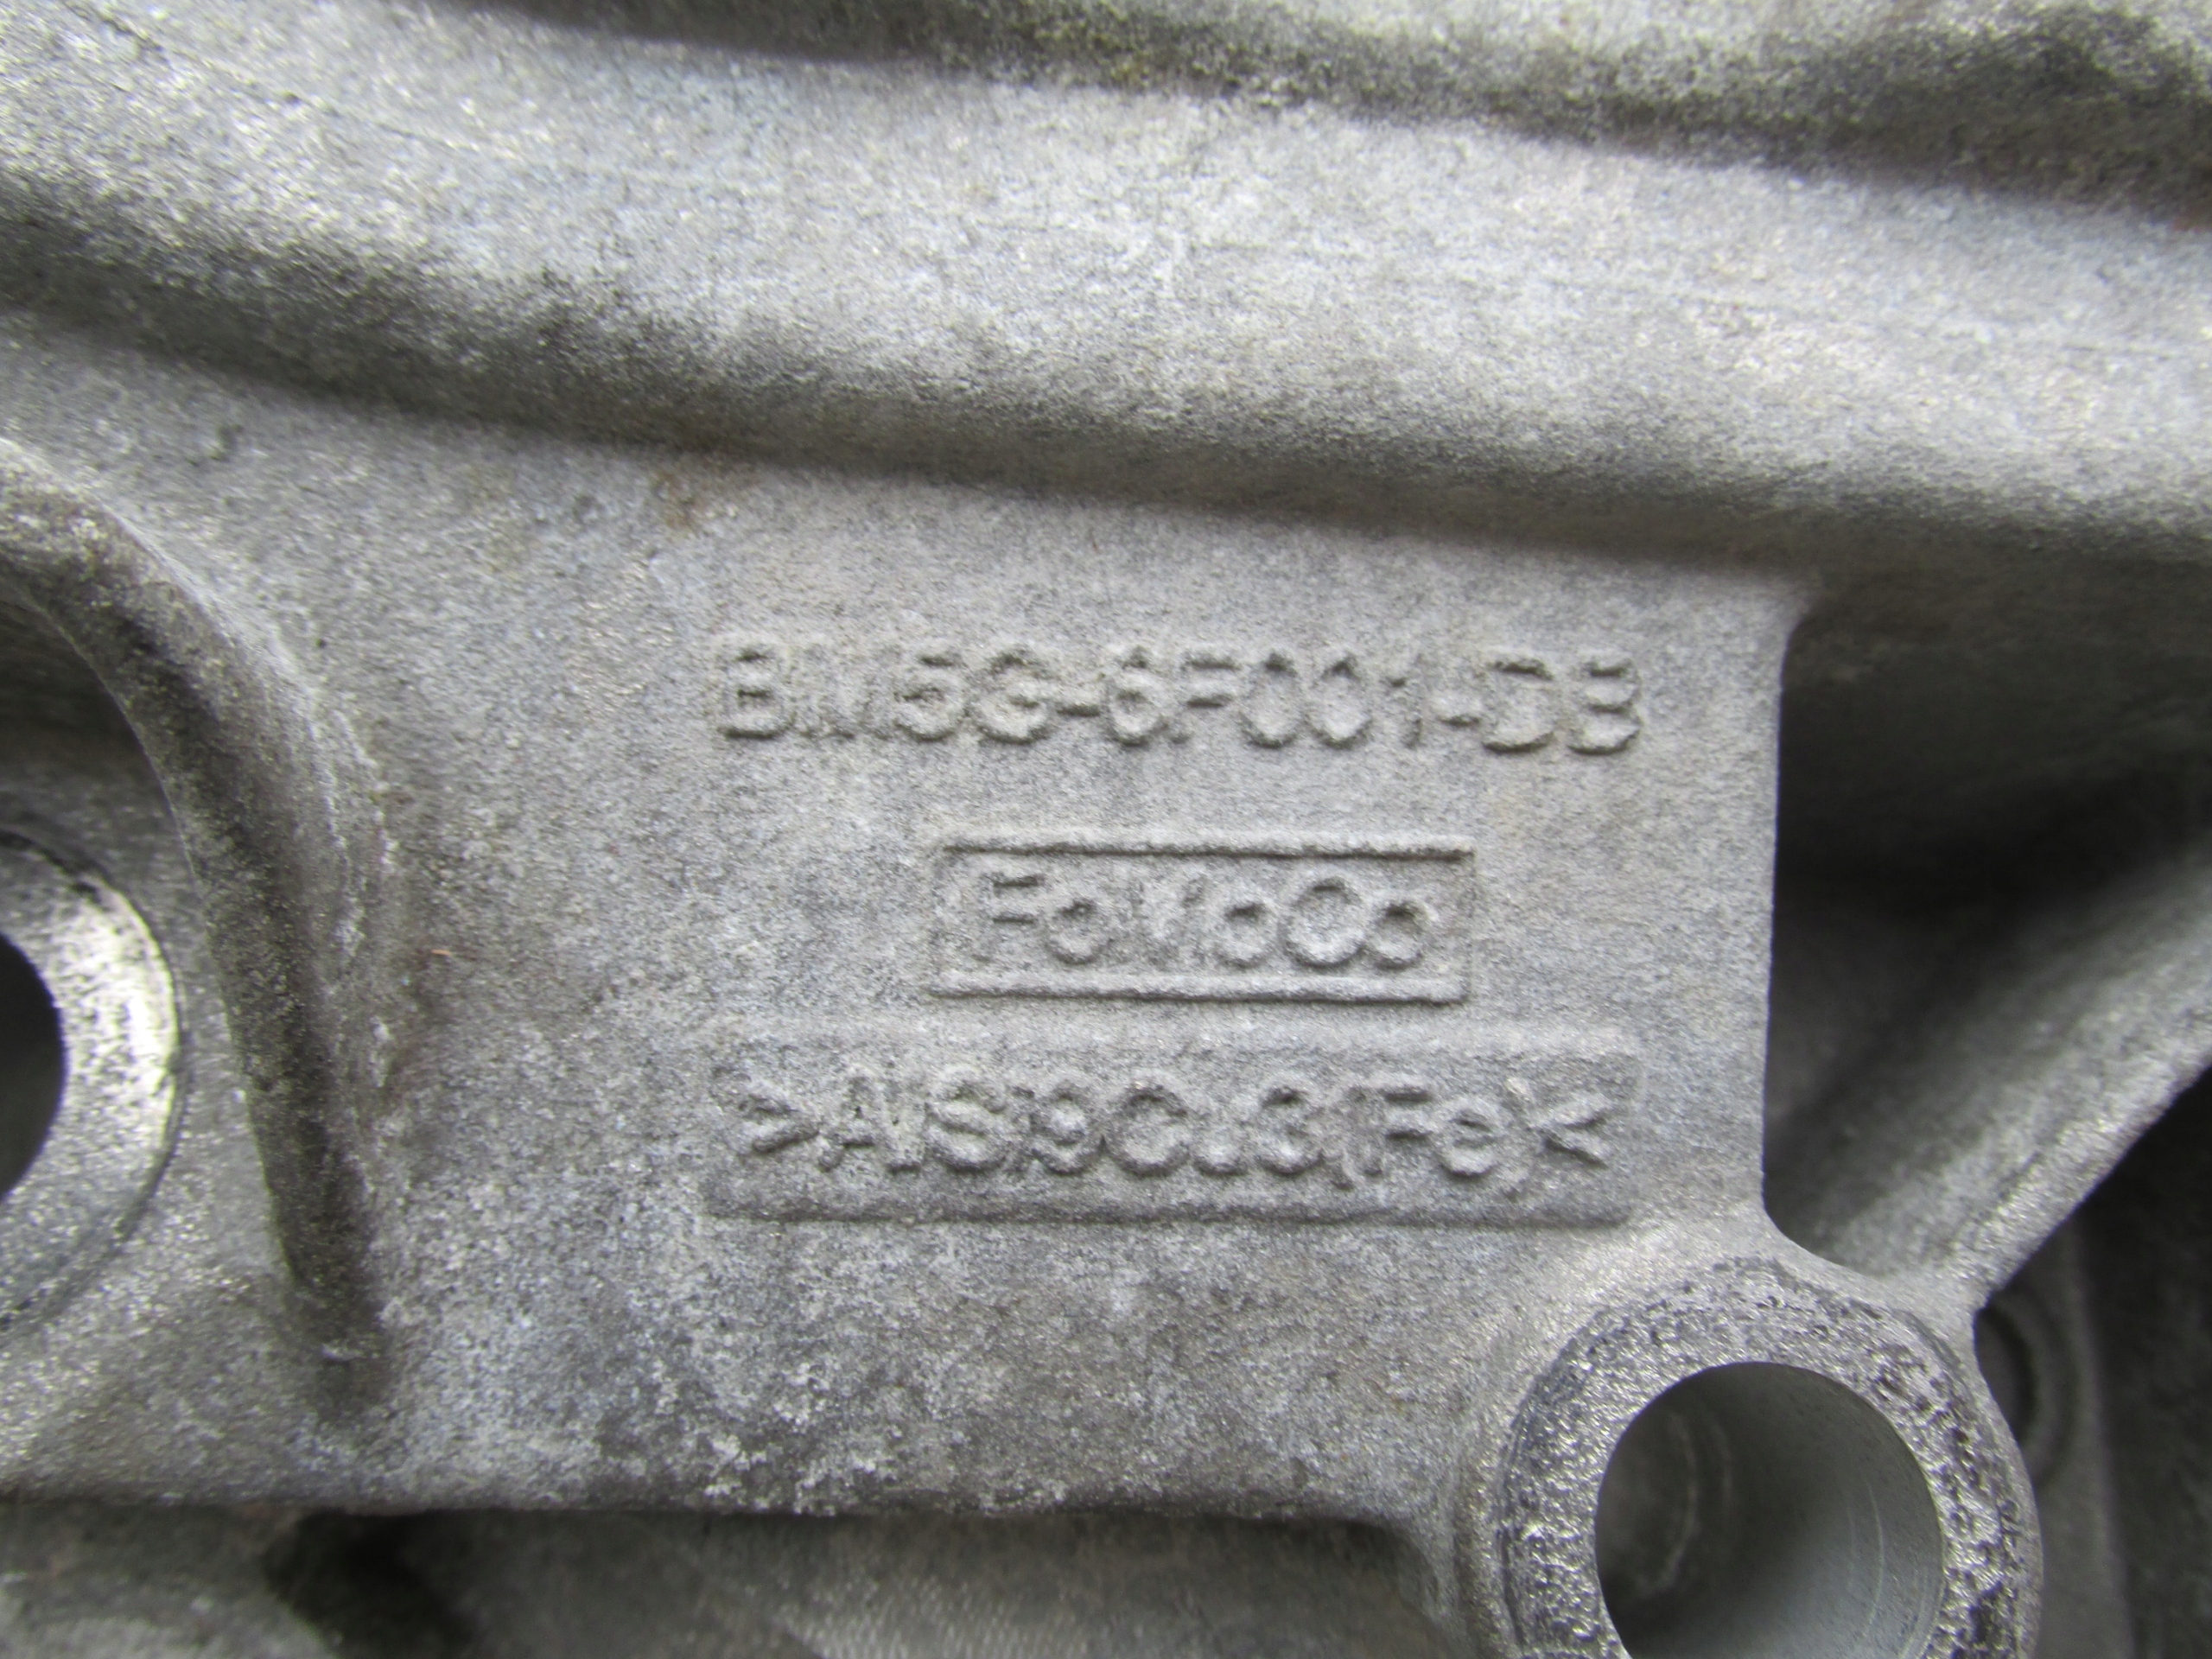 BM5G-6F001-DB
FoMoCo
>AlSi9Cu3(Fe)<